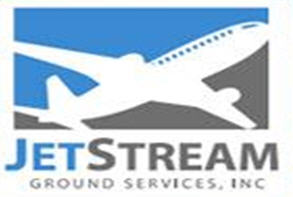 JETSTREAM
GROUND SERVICES, INC